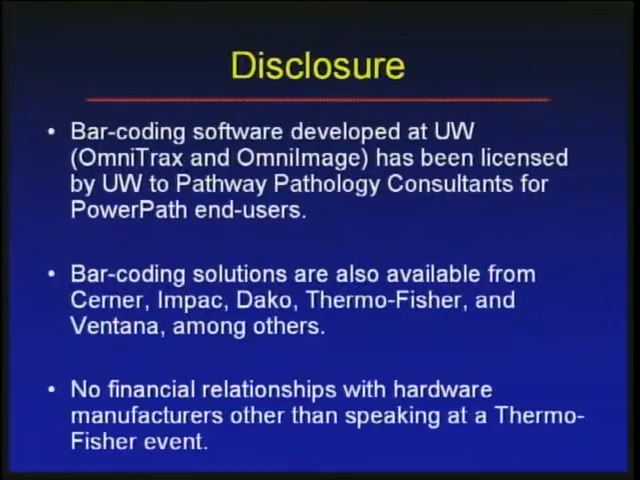 Disclosure
• Bar-coding software developed at UW
(OmniTrax and OmniImage) has been licensed
by UW to Pathway Pathology Consultants for
PowerPath end-users.
• Bar-coding solutions are also available from
Cerner, Impac, Dako, Thermo-Fisher, and
Ventana, among others.
• No financial relationships with hardware
manufacturers other than speaking at a Thermo-
Fisher event.